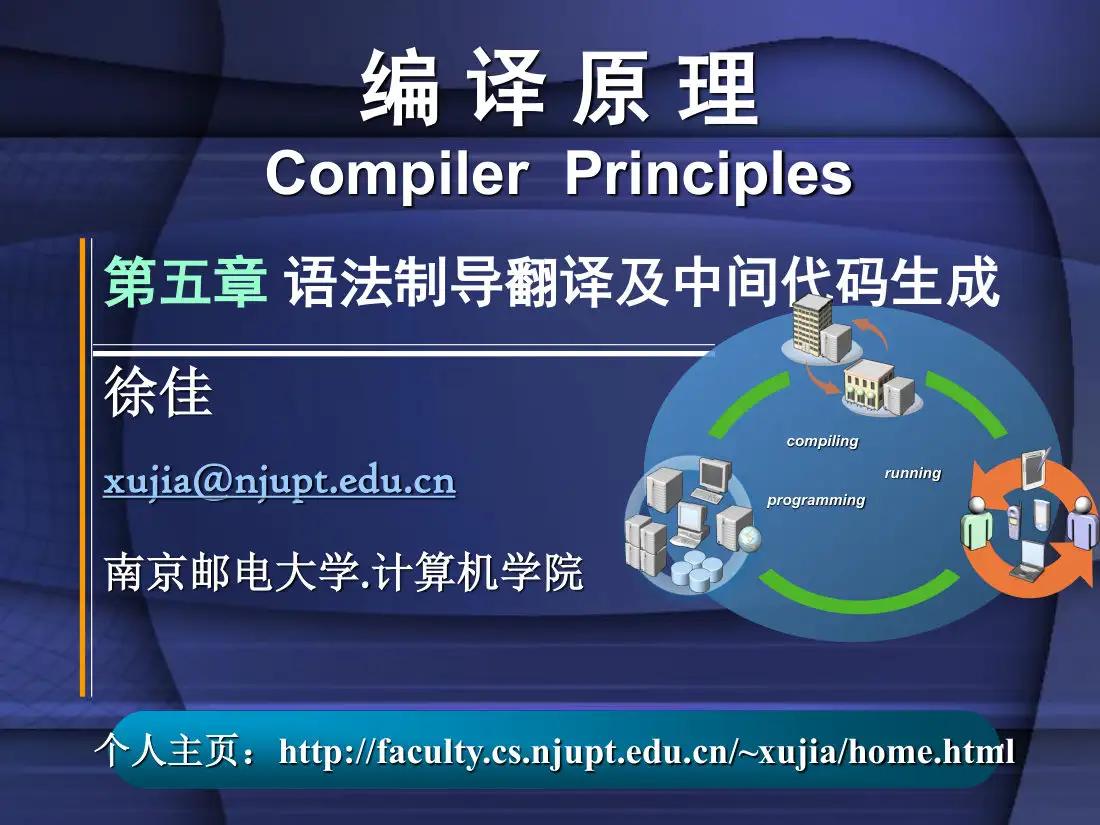 编译原理
Compiler Principles
第五章 语法制导翻译及中间代码生成
徐佳
compiling
running
programming
xujia@njupt.edu.cn
南京邮电大学.计算机学院
个人主页：http://faculty.cs.njupt.edu.cn/~xujia/home.html